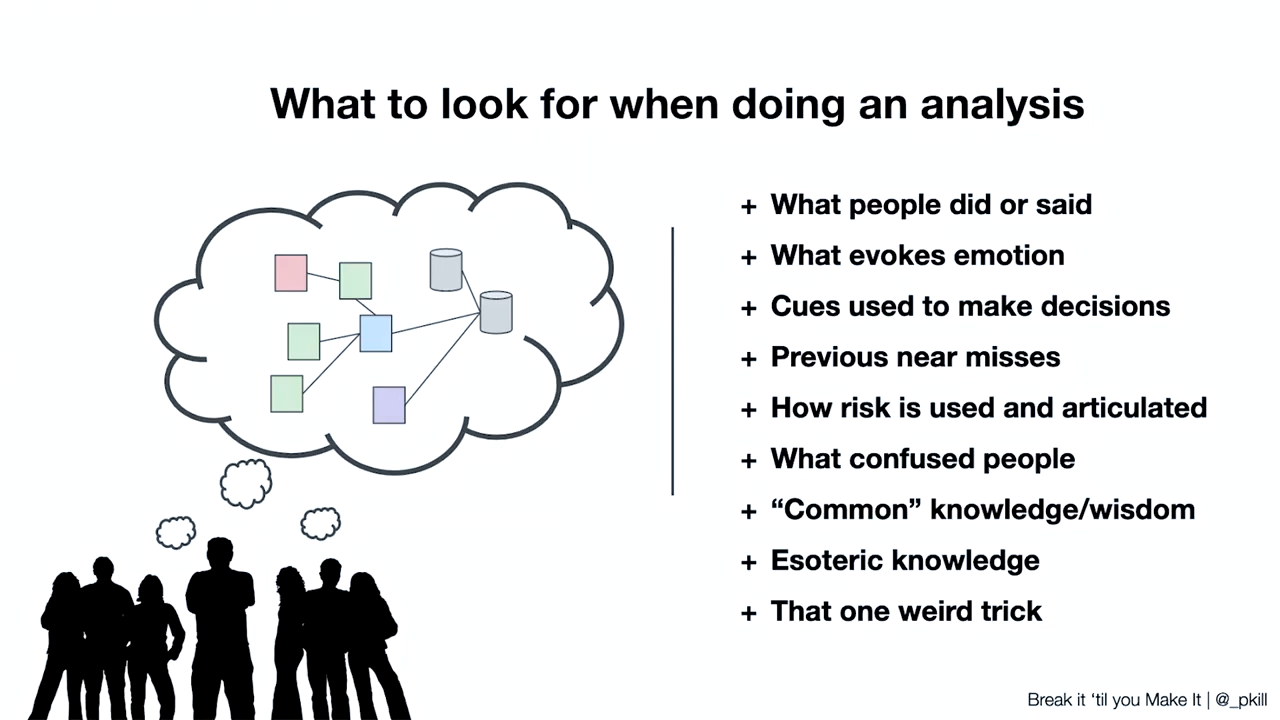 What to look for when doing an analysis
+ What people did or said
+ What evokes emotion
+ Cues used to make decisions
+ Previous near misses
+ How risk is used and articulated
+ What confused people
+ “Common” knowledge/wisdom
+ Esoteric knowledge
+ That one weird trick
Break it ‘til you Make It | @_pkill